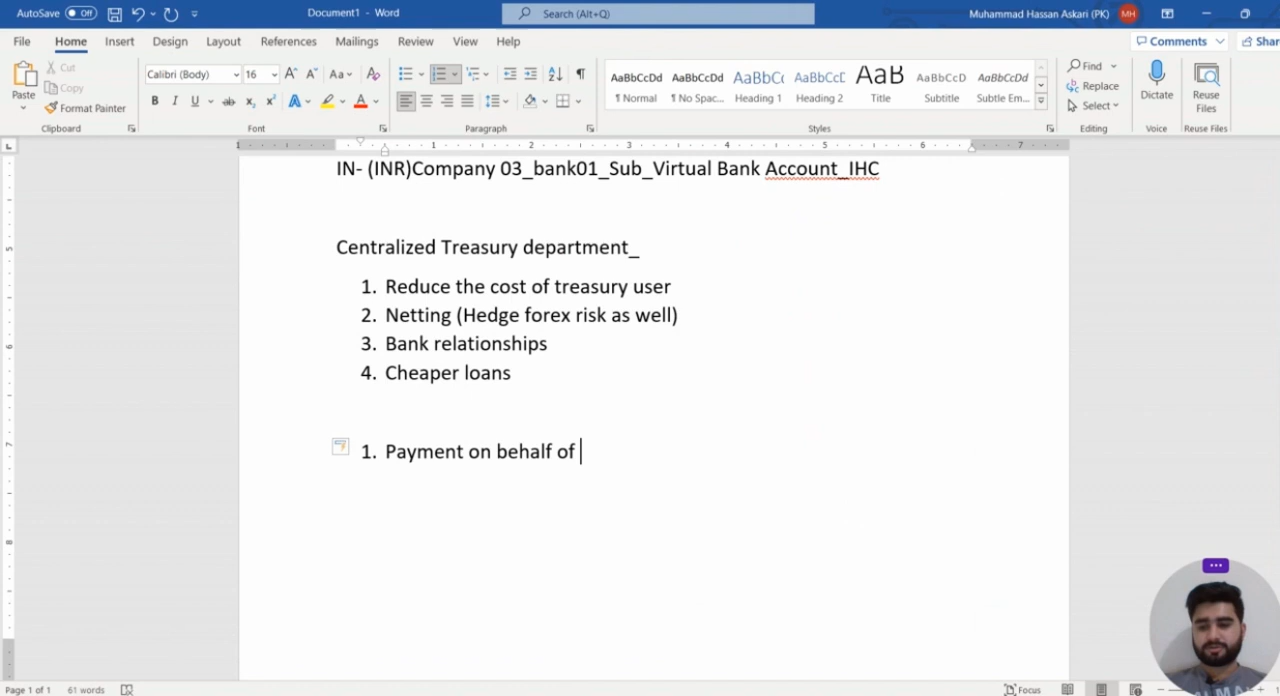 AutoSave Off Document1 - Word Search (Alt+Q) Muhammad Hassan Askari (PK) MH
File Home Insert Design Layout References Mailings Review View Help Comments Shar
Paste Cut Copy Format Painter Clipboard
Calibri (Body) 16 Aa Font
Paragraph
AaBbCcDd AaBbCcDd AaBbC( AaBbCcE AaB AaBbCcD AaBbCcDd
¶ Normal ¶ No Spac... Heading 1 Heading 2 Title Subtitle Subtle Em...
Styles
Find Replace Select Editing
Dictate Voice
Reuse Files Reuse Files
IN- (INR)Company 03_bank01_Sub_Virtual Bank Account_IHC
Centralized Treasury department_
1. Reduce the cost of treasury user
2. Netting (Hedge forex risk as well)
3. Bank relationships
4. Cheaper loans
1. Payment on behalf of
Page 1 of 1 61 words Focus